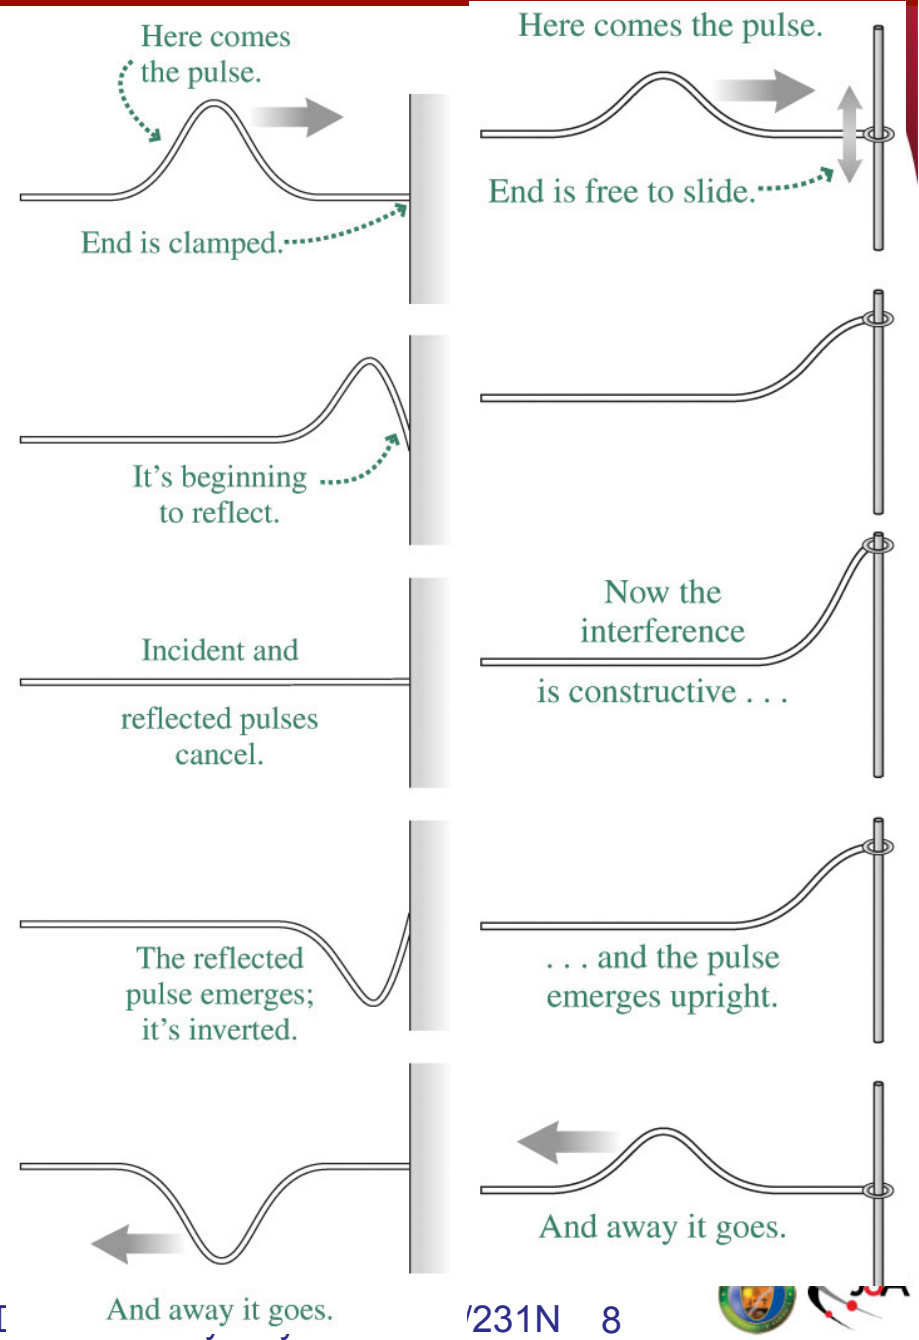 Here comes
the pulse.
End is clamped.
It's beginning
to reflect.
Incident and
reflected pulses
cancel.
The reflected
pulse emerges;
it's inverted.
And away it goes.
Here comes the pulse.
End is free to slide.
Now the
interference
is constructive . . .
. . . and the pulse
emerges upright.
And away it goes.
/231N 8